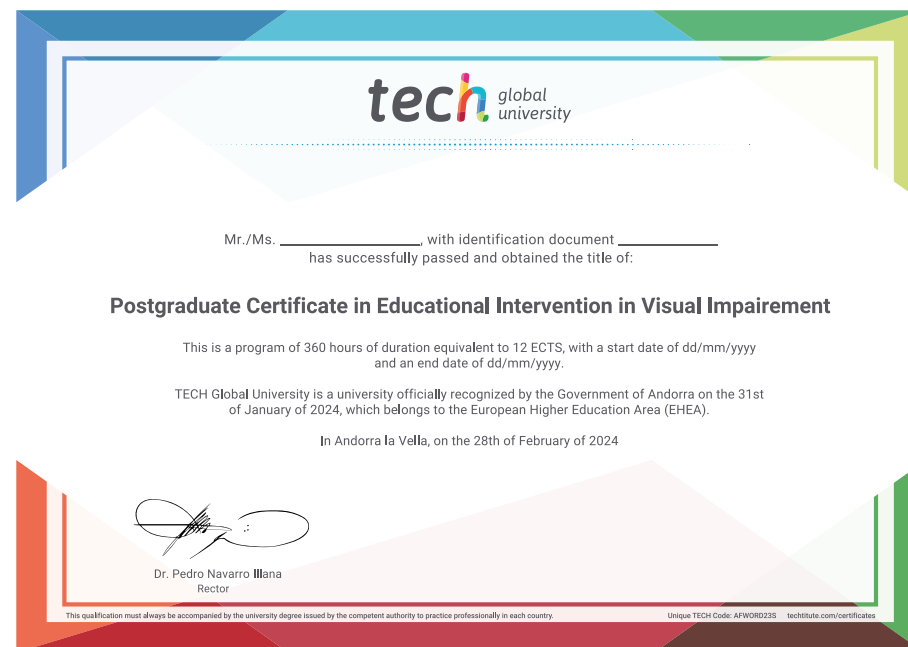 tech global university
Mr./Ms. ____________, with identification document ____________
has successfully passed and obtained the title of:
Postgraduate Certificate in Educational Intervention in Visual Impairement
This is a program of 360 hours of duration equivalent to 12 ECTS, with a start date of dd/mm/yyyy
and an end date of dd/mm/yyyy.
TECH Global University is a university officially recognized by the Government of Andorra on the 31st
of January of 2024, which belongs to the European Higher Education Area (EHEA).
In Andorra la Vella, on the 28th of February of 2024
Dr. Pedro Navarro Illana
Rector
This qualification must always be accompanied by the university degree issued by the competent authority to practice professionally in each country.
Unique TECH Code: AFWORD23S techtitute.com/certificates